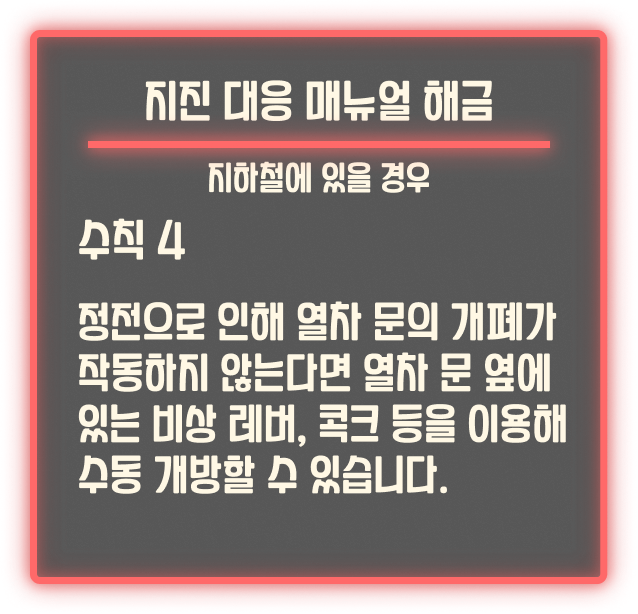 지진 대응 매뉴얼 해금
지하철에 있을 경우
수칙 4
정전으로 인해 열차 문의 개폐가
작동하지 않는다면 열차 문 옆에
있는 비상 레버, 콕크 등을 이용해
수동 개방할 수 있습니다.